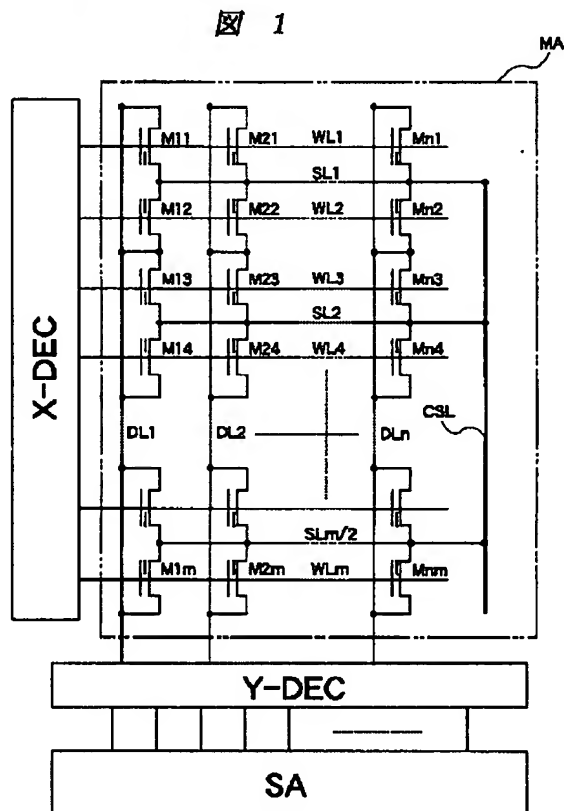 図 1
MA
M11 M21 WL1 Mn1
SL1
M12 M22 WL2 Mn2
M13 M23 WL3 Mn3
SL2
M14 M24 WL4 Mn4
X-DEC
CSL
DL1 DL2 DLn
SLm/2
M1m M2m WLm Mnm
Y-DEC
SA